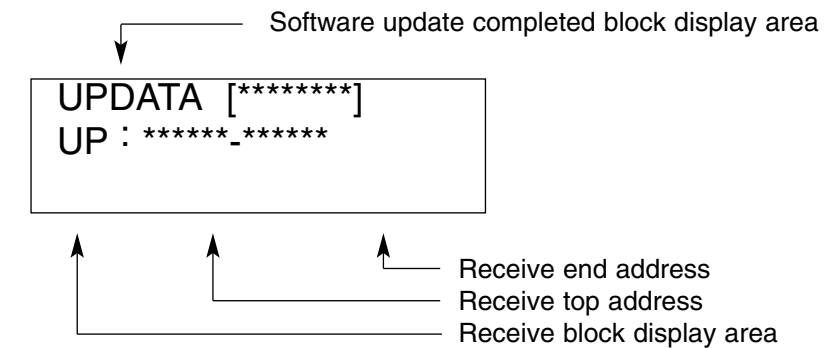 Software update completed block display area
UPDATA [********]
UP : ******-******
Receive end address
Receive top address
Receive block display area